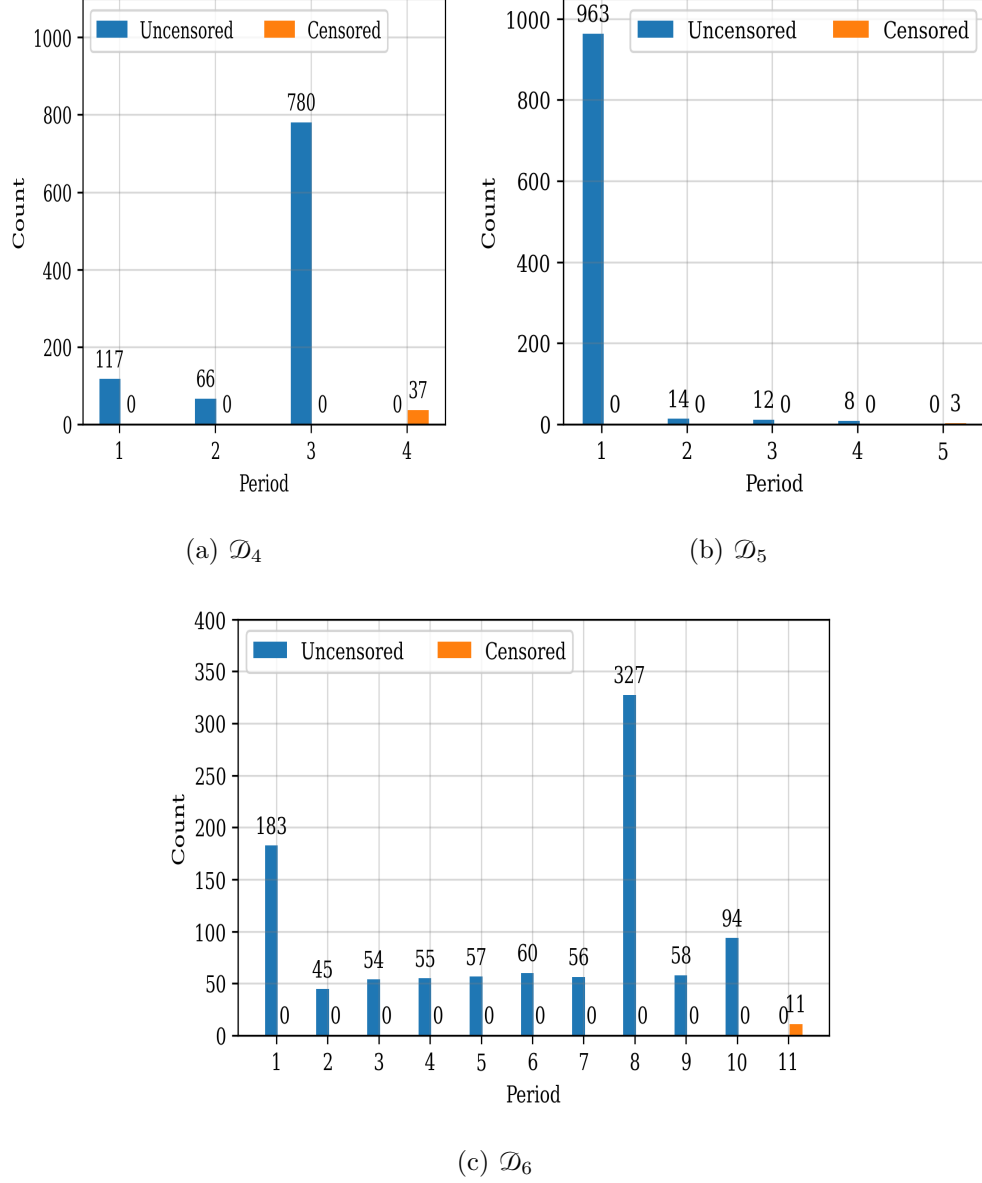 Uncensored Censored
1000
800
600
400
200
0
Count
117 0 66 0 780 0 0 37
1 2 3 4
Period
(a) 𝒟4
Uncensored Censored
1000
800
600
400
200
0
Count
963 0 14 0 12 0 8 0 0 3
1 2 3 4 5
Period
(b) 𝒟5
Uncensored Censored
400
350
300
250
200
150
100
50
0
Count
183 0 45 0 54 0 55 0 57 0 60 0 56 0 327 0 58 0 94 0 0 11
1 2 3 4 5 6 7 8 9 10 11
Period
(c) 𝒟6